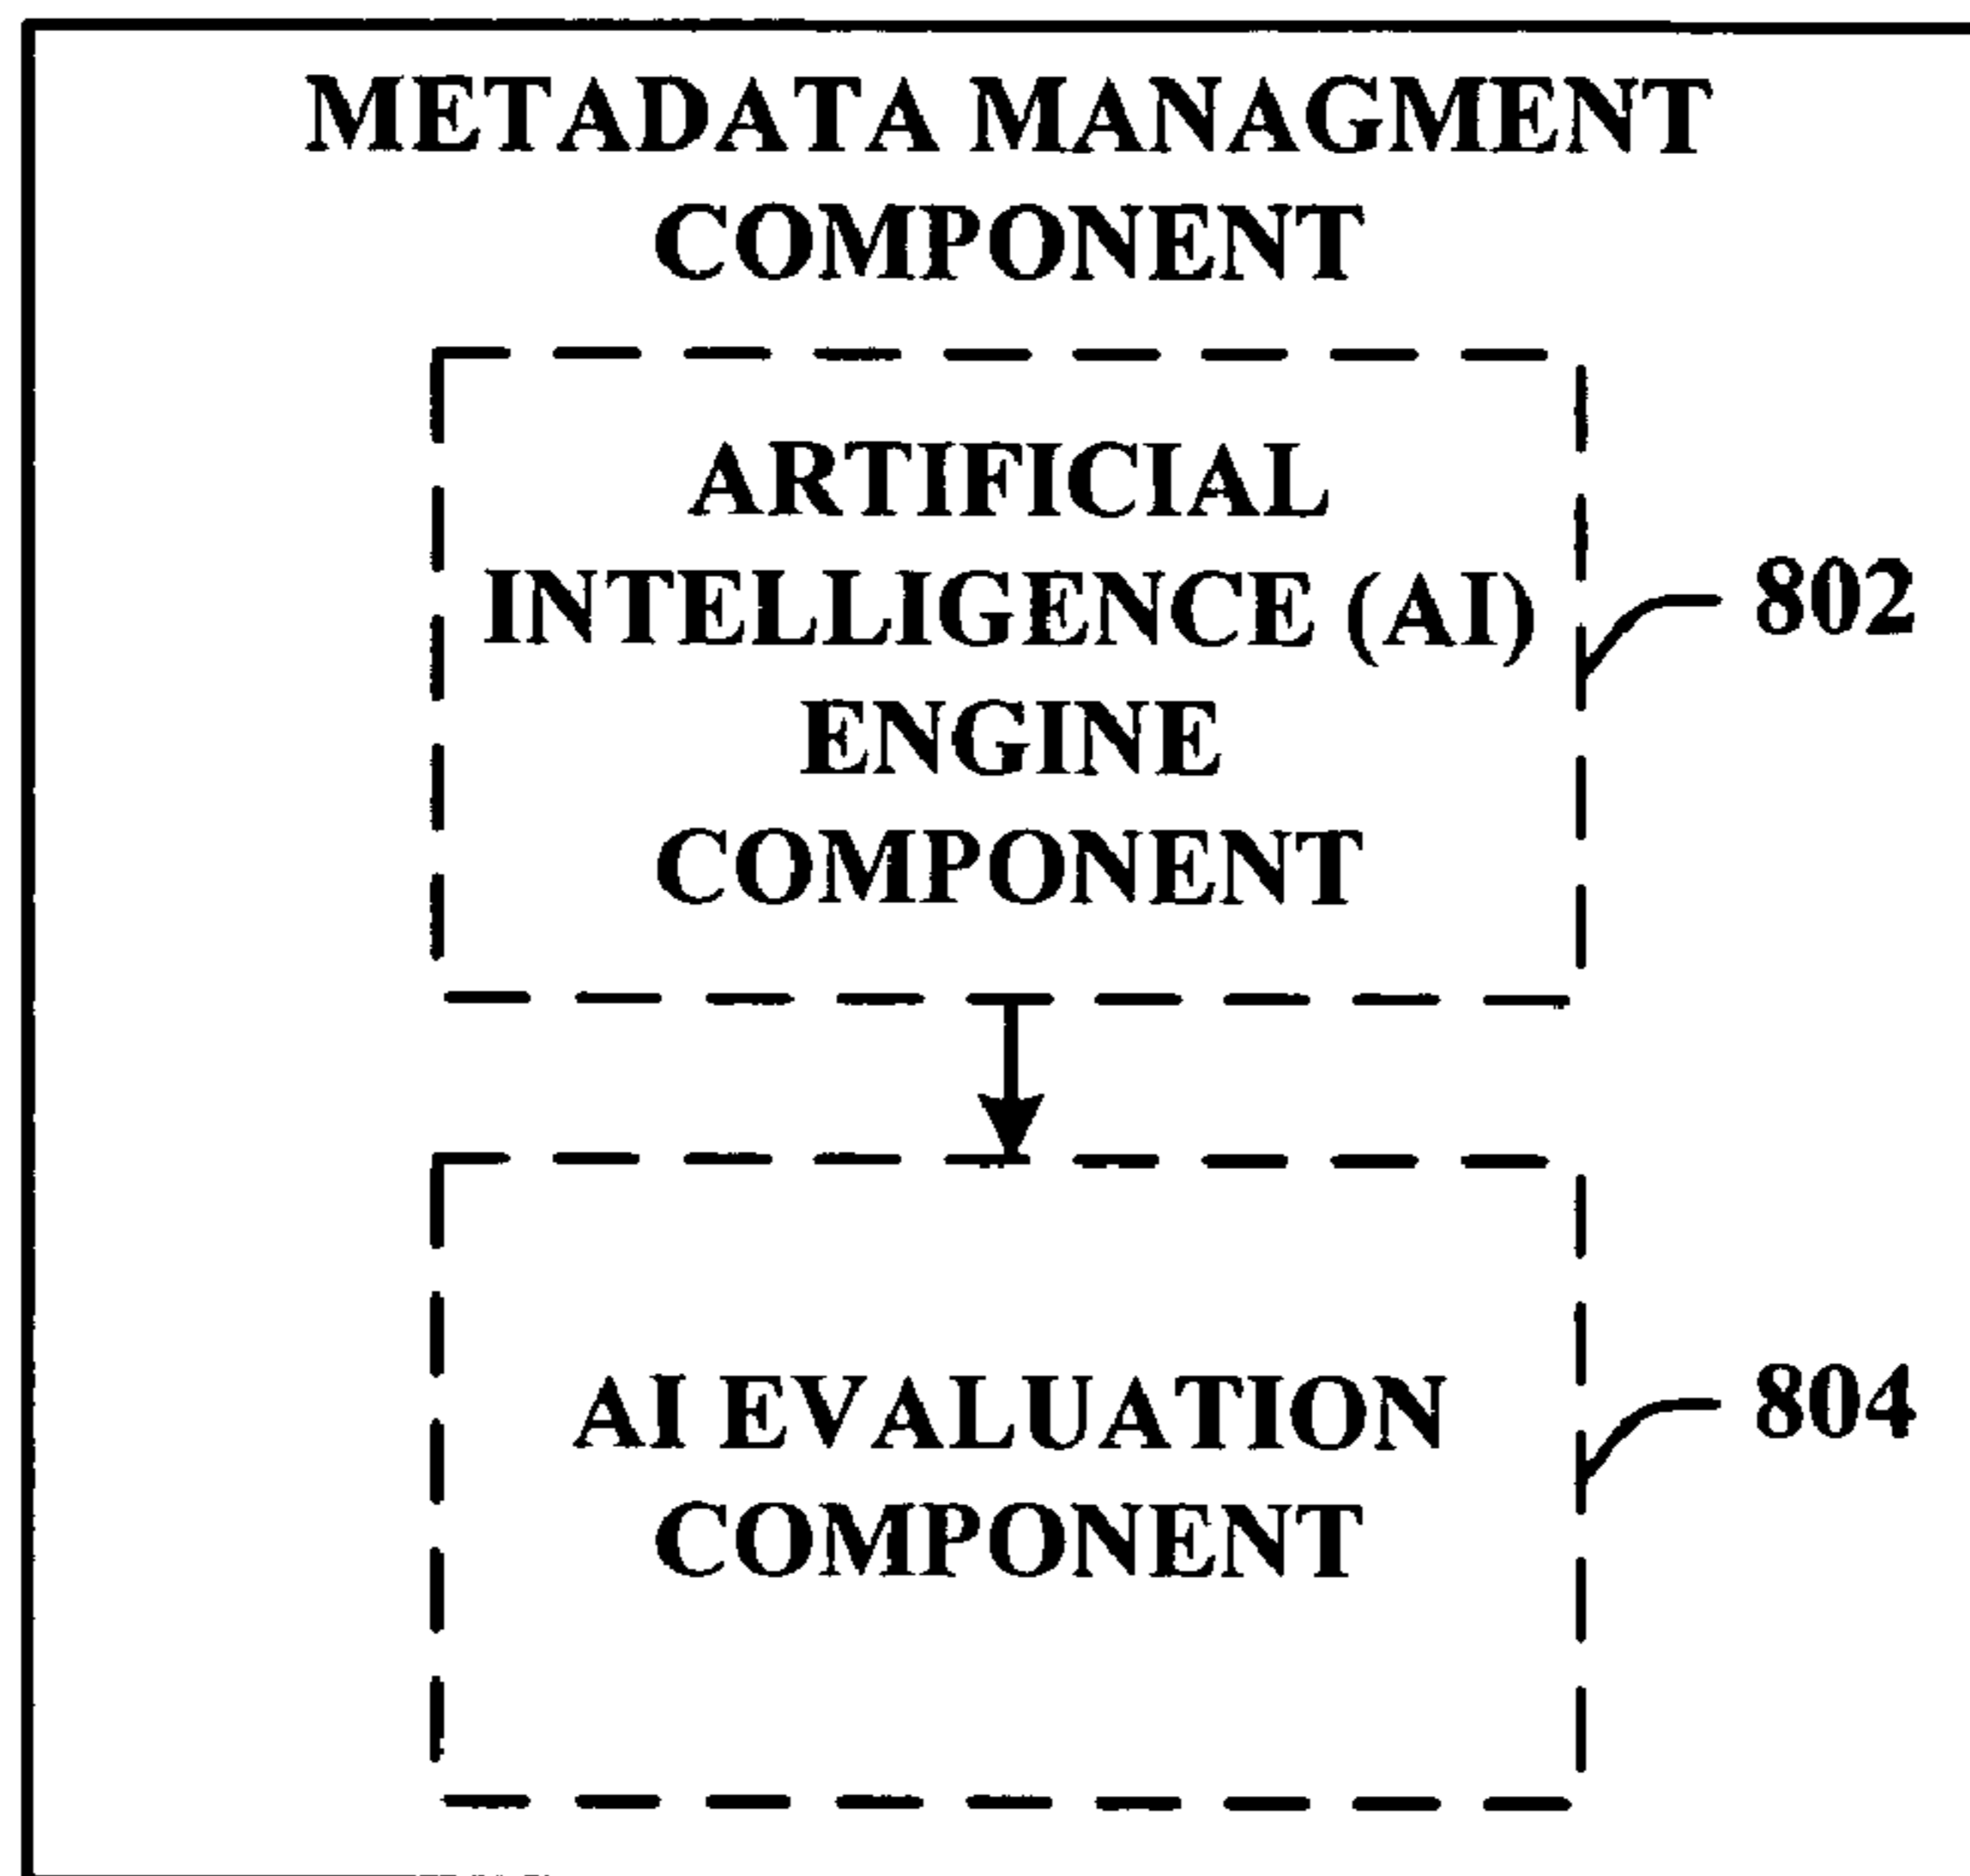 METADATA MANAGMENT
COMPONENT
ARTIFICIAL
INTELLIGENCE (AI)
ENGINE
COMPONENT
802
AI EVALUATION
COMPONENT
804